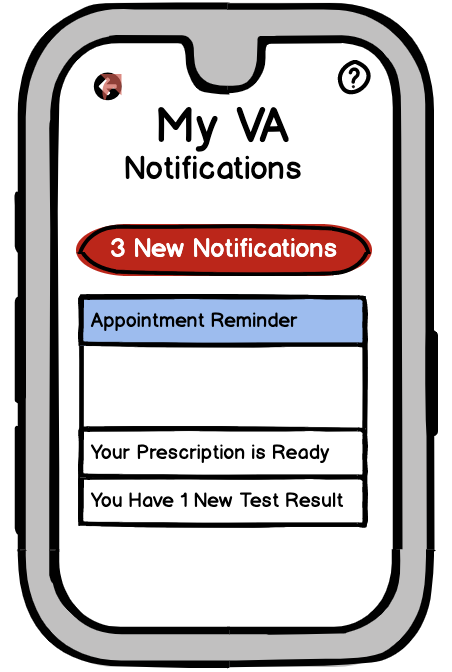 ?
My VA
Notifications
3 New Notifications
Appointment Reminder
Your Prescription is Ready
You Have 1 New Test Result